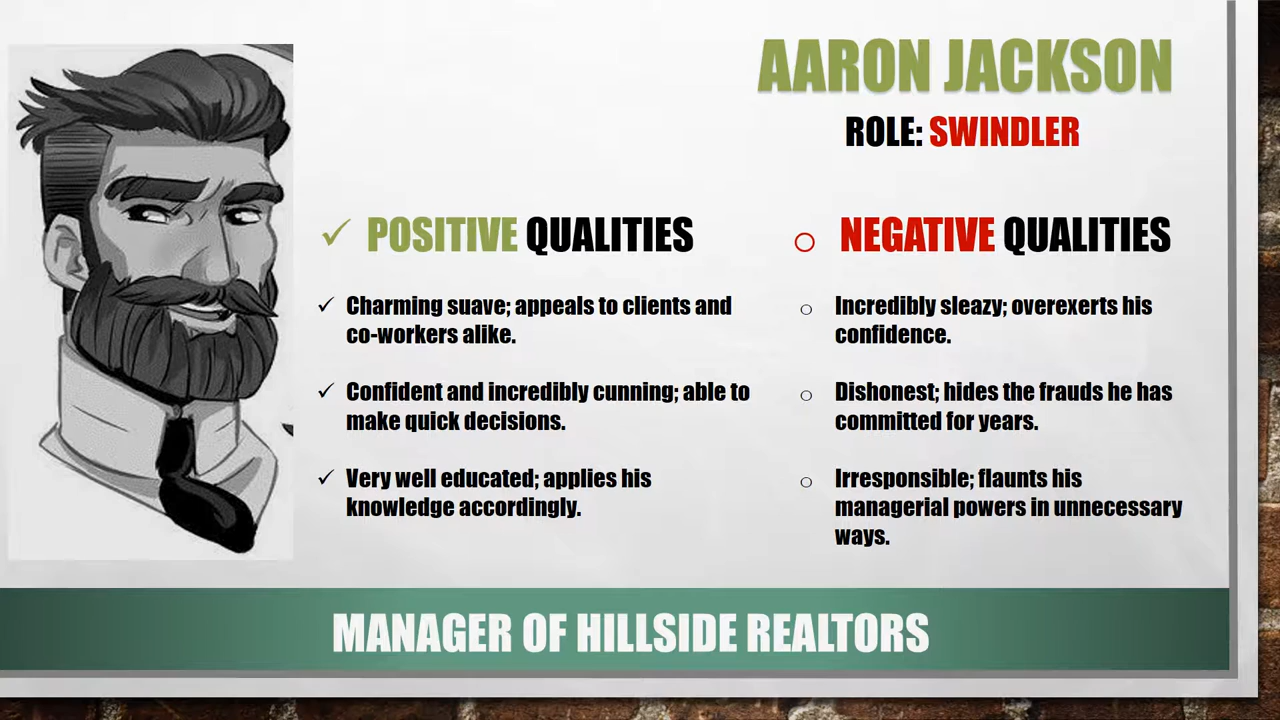 AARON JACKSON
ROLE: SWINDLER
✓ POSITIVE QUALITIES
✓ Charming suave; appeals to clients and
co-workers alike.
✓ Confident and incredibly cunning; able to
make quick decisions.
✓ Very well educated; applies his
knowledge accordingly.
○ NEGATIVE QUALITIES
○ Incredibly sleazy; overexerts his
confidence.
○ Dishonest; hides the frauds he has
committed for years.
○ Irresponsible; flaunts his
managerial powers in unnecessary
ways.
MANAGER OF HILLSIDE REALTORS